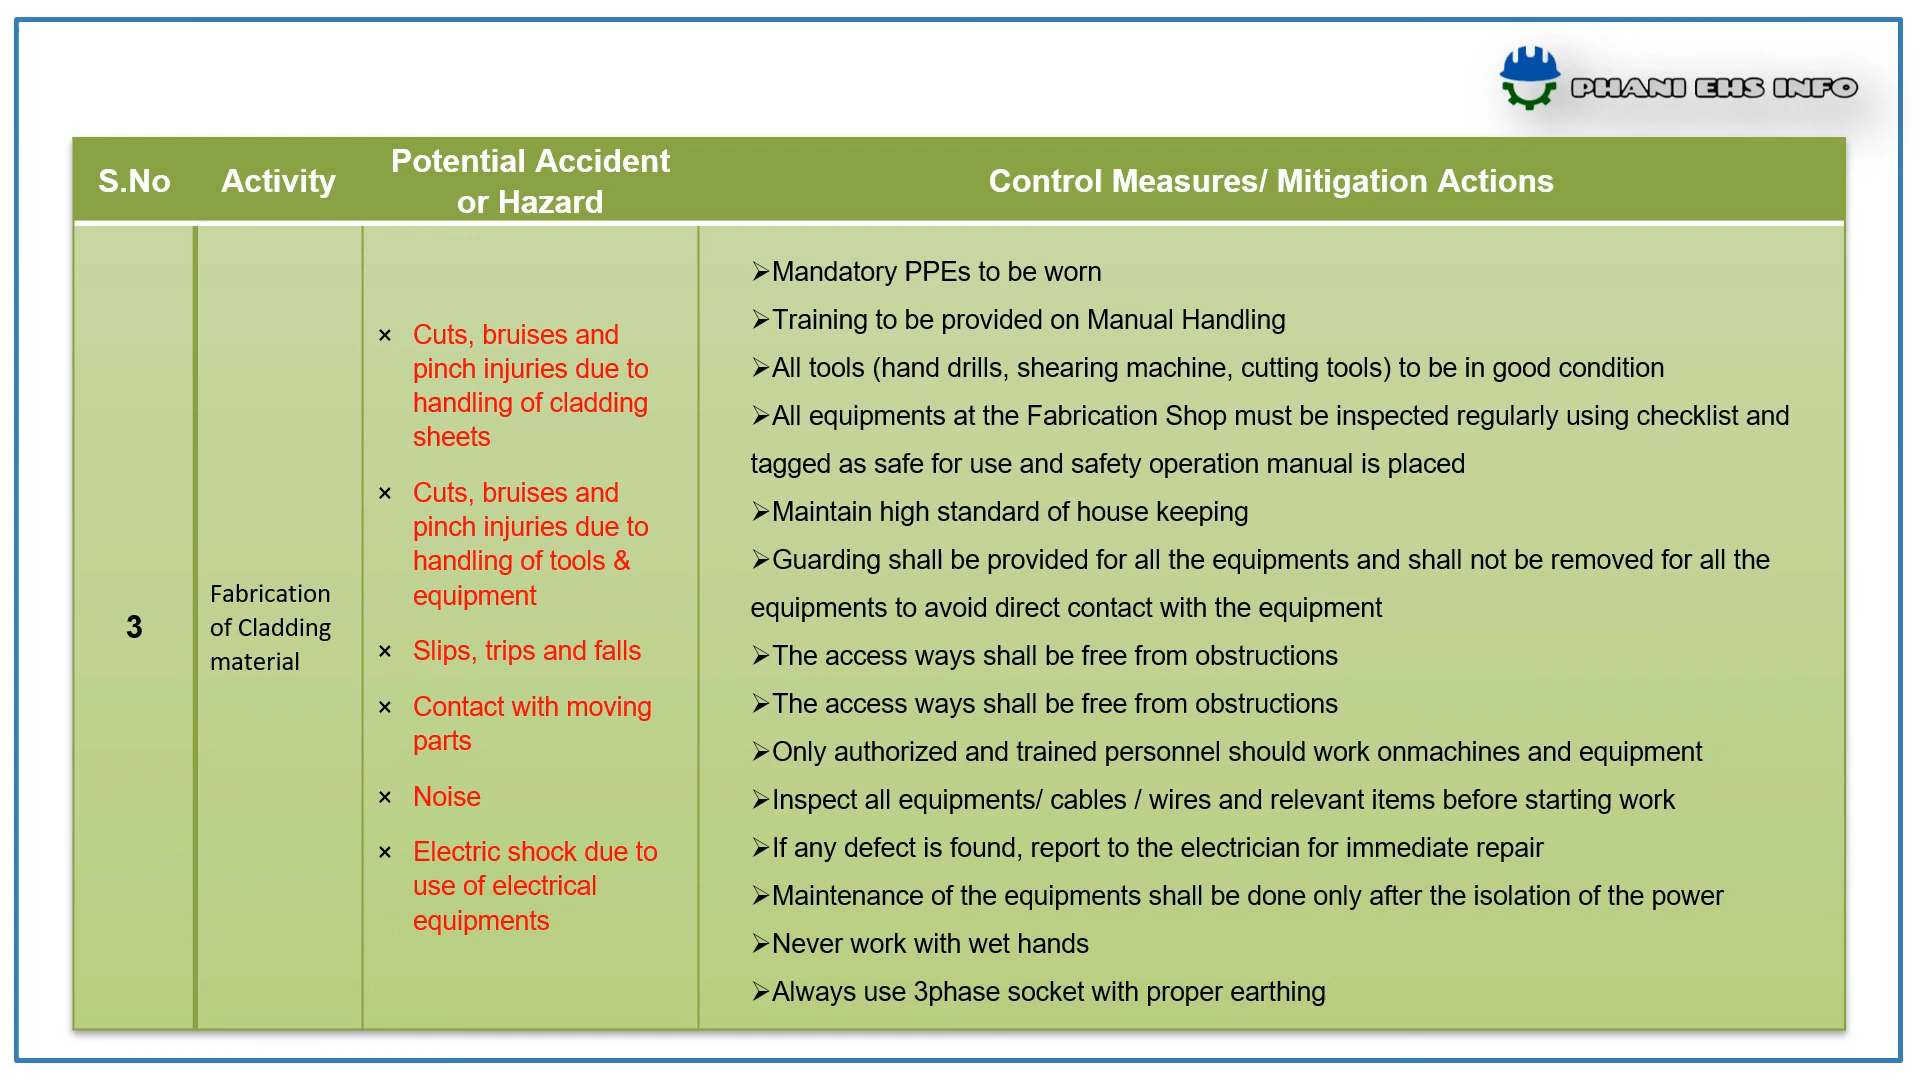 PHANI EHS INFO
S.No
Activity
Potential Accident
or Hazard
Control Measures/ Mitigation Actions
3
Fabrication
of Cladding
material
× Cuts, bruises and
pinch injuries due to
handling of cladding
sheets
× Cuts, bruises and
pinch injuries due to
handling of tools &
equipment
× Slips, trips and falls
× Contact with moving
parts
× Noise
× Electric shock due to
use of electrical
equipments
➢Mandatory PPEs to be worn
➢Training to be provided on Manual Handling
➢All tools (hand drills, shearing machine, cutting tools) to be in good condition
➢All equipments at the Fabrication Shop must be inspected regularly using checklist and
tagged as safe for use and safety operation manual is placed
➢Maintain high standard of house keeping
➢Guarding shall be provided for all the equipments and shall not be removed for all the
equipments to avoid direct contact with the equipment
➢The access ways shall be free from obstructions
➢The access ways shall be free from obstructions
➢Only authorized and trained personnel should work onmachines and equipment
➢Inspect all equipments/ cables / wires and relevant items before starting work
➢If any defect is found, report to the electrician for immediate repair
➢Maintenance of the equipments shall be done only after the isolation of the power
➢Never work with wet hands
➢Always use 3phase socket with proper earthing